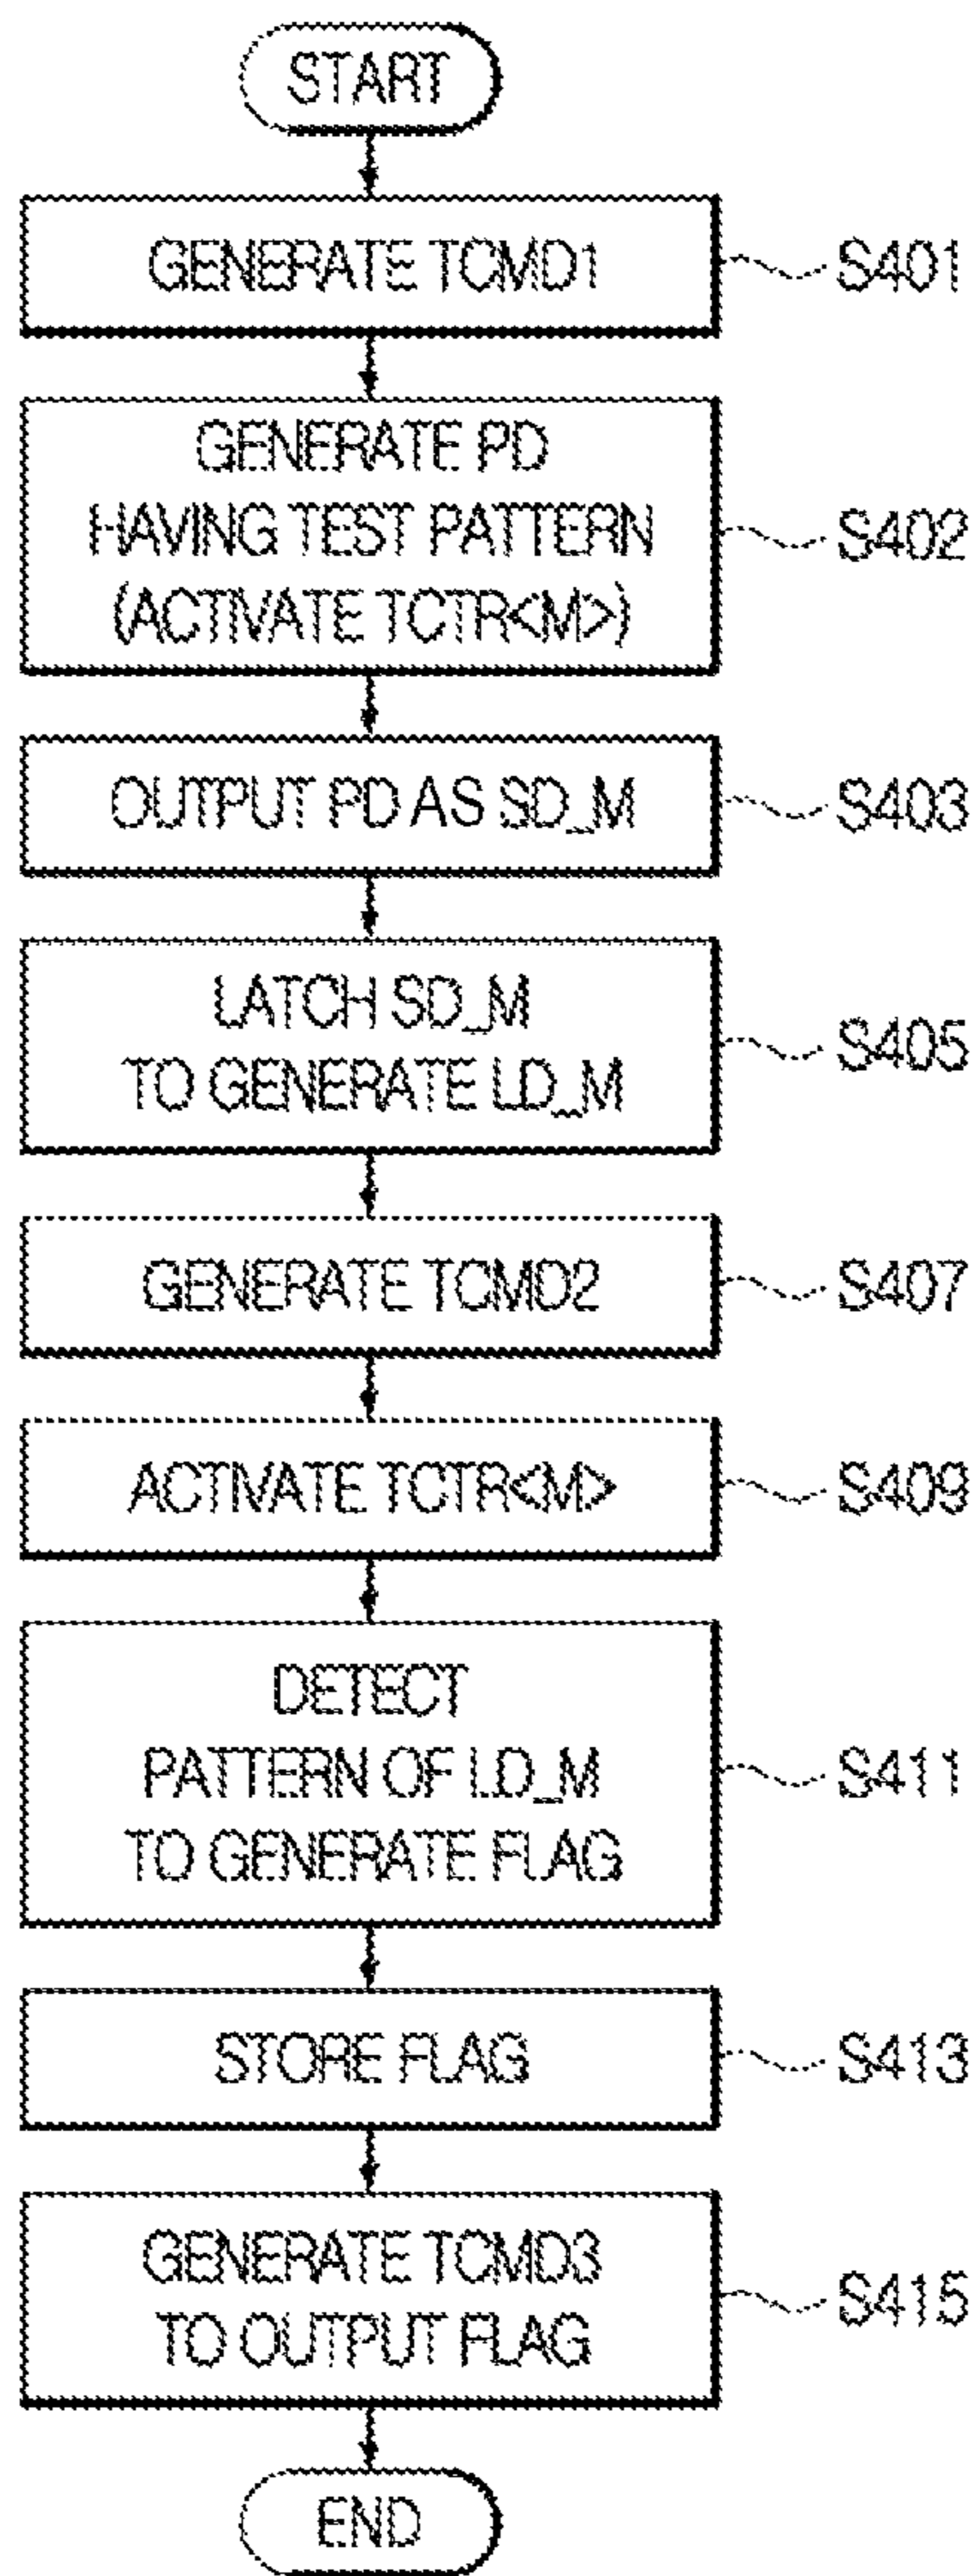 START
GENERATE TCMD1
S401
GENERATE PD
HAVING TEST PATTERN
(ACTIVATE TCTR<M>)
S402
OUTPUT PD AS SD_M
S403
LATCH SD_M
TO GENERATE LD_M
S405
GENERATE TCMD2
S407
ACTIVATE TCTR<M>
S409
DETECT
PATTERN OF LD_M
TO GENERATE FLAG
S411
STORE FLAG
S413
GENERATE TCMD3
TO OUTPUT FLAG
S415
END